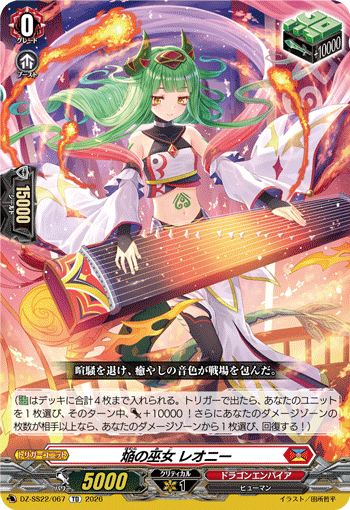 0
グレード
+10000
ブースト
15000
シールド
喧騒を退け、癒やしの音色が戦場を包んだ。
(治はデッキに合計4枚まで入れられる。トリガーで出たら、あなたのユニット
を1枚選び、そのターン中、+10000！さらにあなたのダメージゾーンの
枚数が相手以上なら、あなたのダメージゾーンから1枚選び、回復する！)
トリガーユニット
焔の巫女 レオニー
パワー 5000
クリティカル
1
ドラゴンエンパイア
ヒューマン
DZ-SS22/067 TD 2026
イラスト/田所哲平